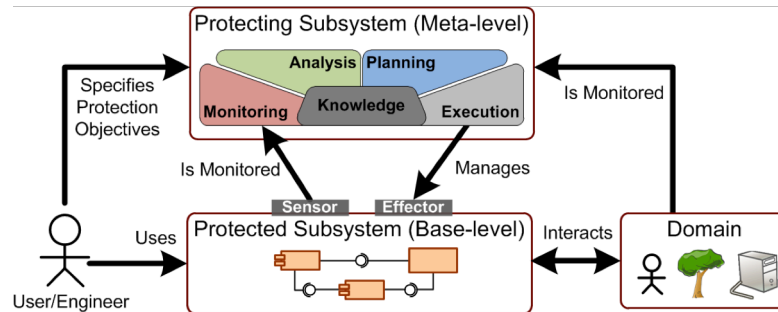 Protecting Subsystem (Meta-level)
Analysis
Planning
Monitoring
Knowledge
Execution
Specifies
Protection
Objectives
Is Monitored
Is Monitored
Manages
Sensor
Effector
Protected Subsystem (Base-level)
Uses
Interacts
Domain
User/Engineer